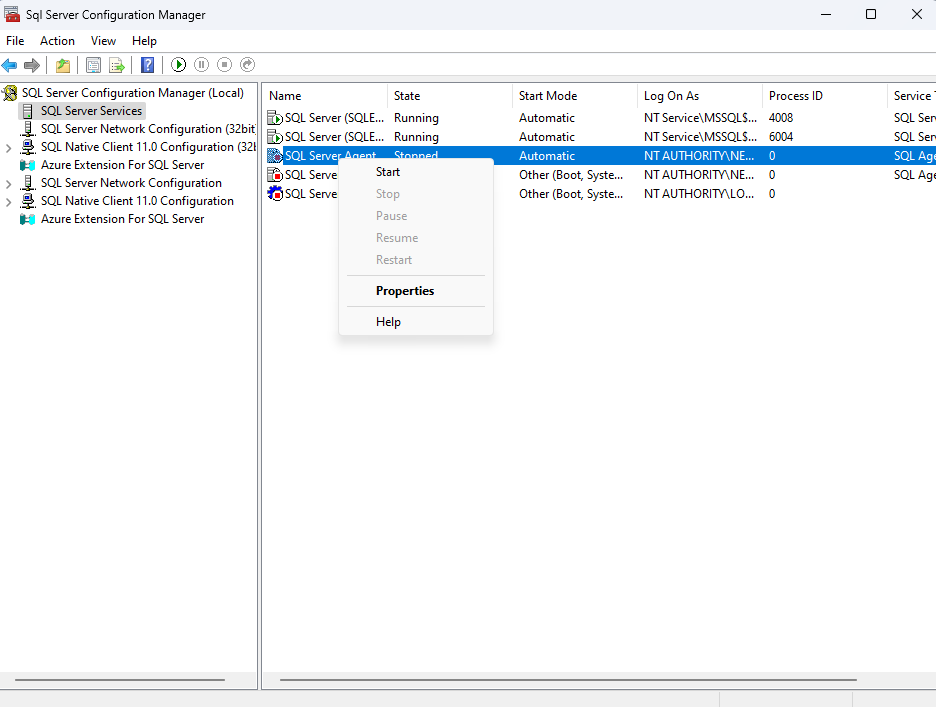 Sql Server Configuration Manager
File Action View Help
SQL Server Configuration Manager (Local)
SQL Server Services
SQL Server Network Configuration (32bit
SQL Native Client 11.0 Configuration (32
Azure Extension For SQL Server
SQL Server Network Configuration
SQL Native Client 11.0 Configuration
Azure Extension For SQL Server
Name State Start Mode Log On As Process ID Service
SQL Server (SQLE... Running Automatic NT Service\MSSQL$... 4008 SQL Ser
SQL Server (SQLE... Running Automatic NT Service\MSSQL$... 6004 SQL Ser
SQL Server Agent Stopped Automatic NT AUTHORITY\NE... 0 SQL Age
SQL Serve Other (Boot, Syste... NT AUTHORITY\NE... 0 SQL Age
SQL Serve Other (Boot, Syste... NT AUTHORITY\LO... 0
Start
Stop
Pause
Resume
Restart
Properties
Help